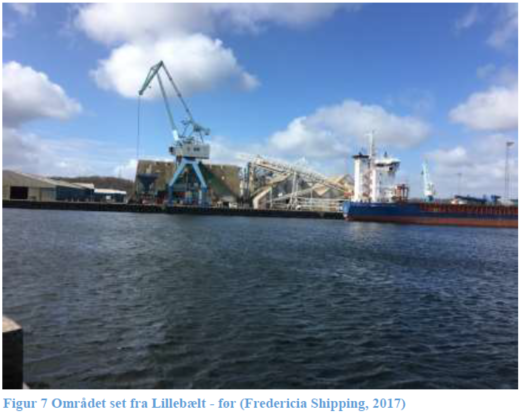 Figur 7 Området set fra Lillebælt - før (Fredericia Shipping, 2017)